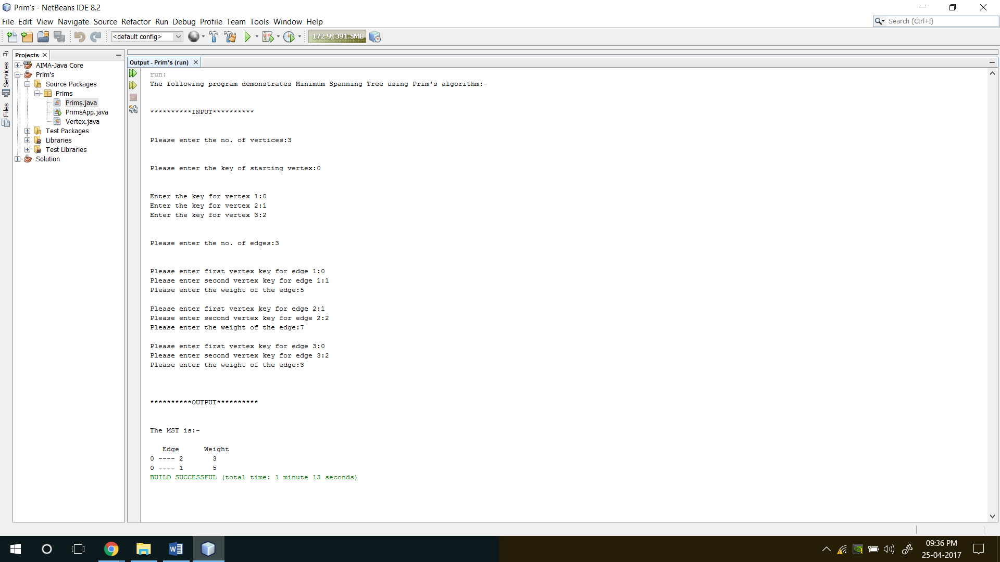 Prim's - NetBeans IDE 8.2
File Edit View Navigate Source Refactor Run Debug Profile Team Tools Window Help
Search (Ctrl+I)
<default config>
172.9/391.5MB
Projects
Services
Files
AIMA-Java Core
Prim's
Source Packages
Prims
Prims.java
PrimsApp.java
Vertex.java
Test Packages
Libraries
Test Libraries
Solution
Output - Prim's (run)
run:
The following program demonstrates Minimum Spanning Tree using Prim's algorithm:-
**********INPUT**********
Please enter the no. of vertices:3
Please enter the key of starting vertex:0
Enter the key for vertex 1:0
Enter the key for vertex 2:1
Enter the key for vertex 3:2
Please enter the no. of edges:3
Please enter first vertex key for edge 1:0
Please enter second vertex key for edge 1:1
Please enter the weight of the edge:5
Please enter first vertex key for edge 2:1
Please enter second vertex key for edge 2:2
Please enter the weight of the edge:7
Please enter first vertex key for edge 3:0
Please enter second vertex key for edge 3:2
Please enter the weight of the edge:3
**********OUTPUT**********
The MST is:-
Edge Weight
0 ---- 2 3
0 ---- 1 5
BUILD SUCCESSFUL (total time: 1 minute 13 seconds)
09:36 PM
25-04-2017